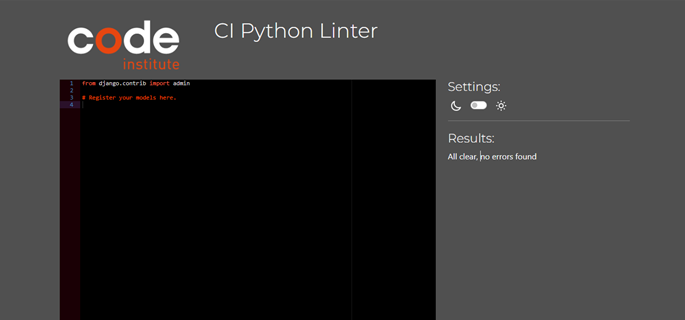 code
institute
CI Python Linter
1 from django.contrib import admin
2
3 # Register your models here.
4
Settings:
Results:
All clear, no errors found